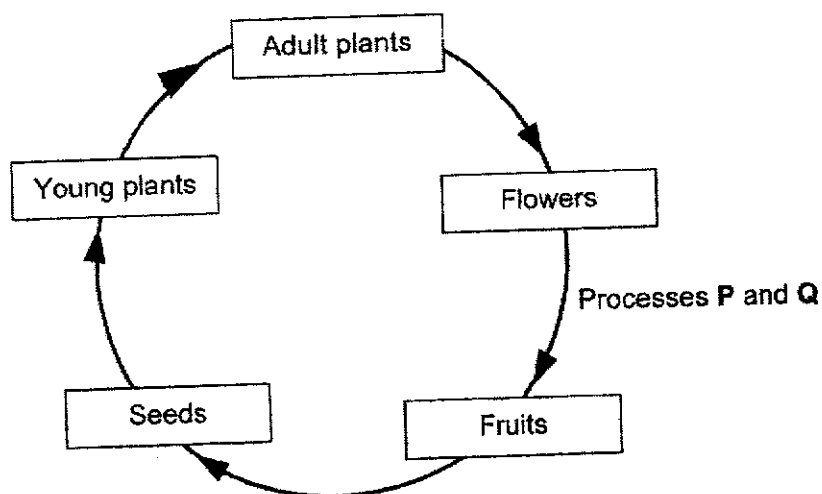 Adult plants
Flowers
Processes P and Q
Fruits
Seeds
Young plants